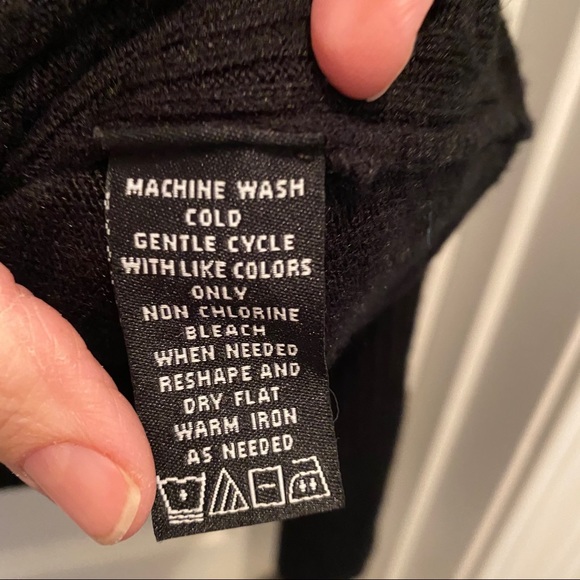 MACHINE WASH
COLD
GENTLE CYCLE
WITH LIKE COLORS
ONLY
NON CHLORINE
BLEACH
WHEN NEEDED
RESHAPE AND
DRY FLAT
WARM IRON
AS NEEDED